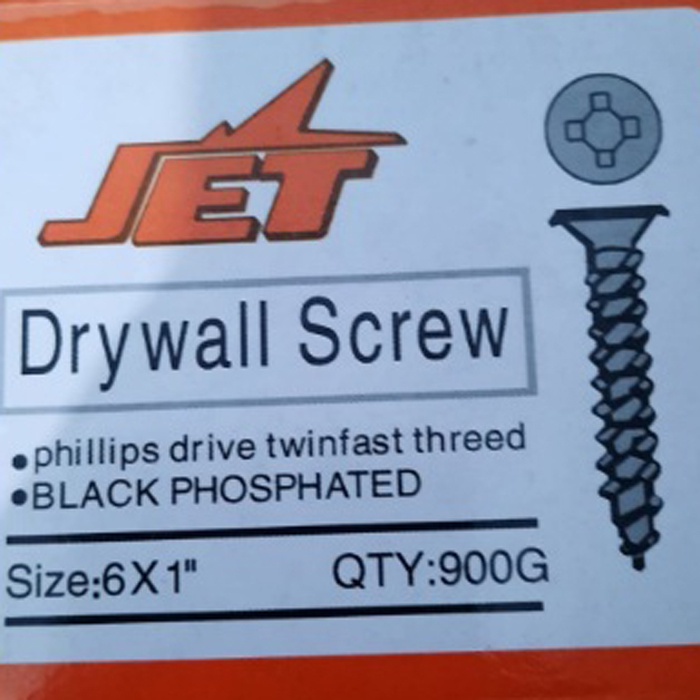 JET
Drywall Screw
•phillips drive twinfast threed
•BLACK PHOSPHATED
Size:6X1" QTY:900G